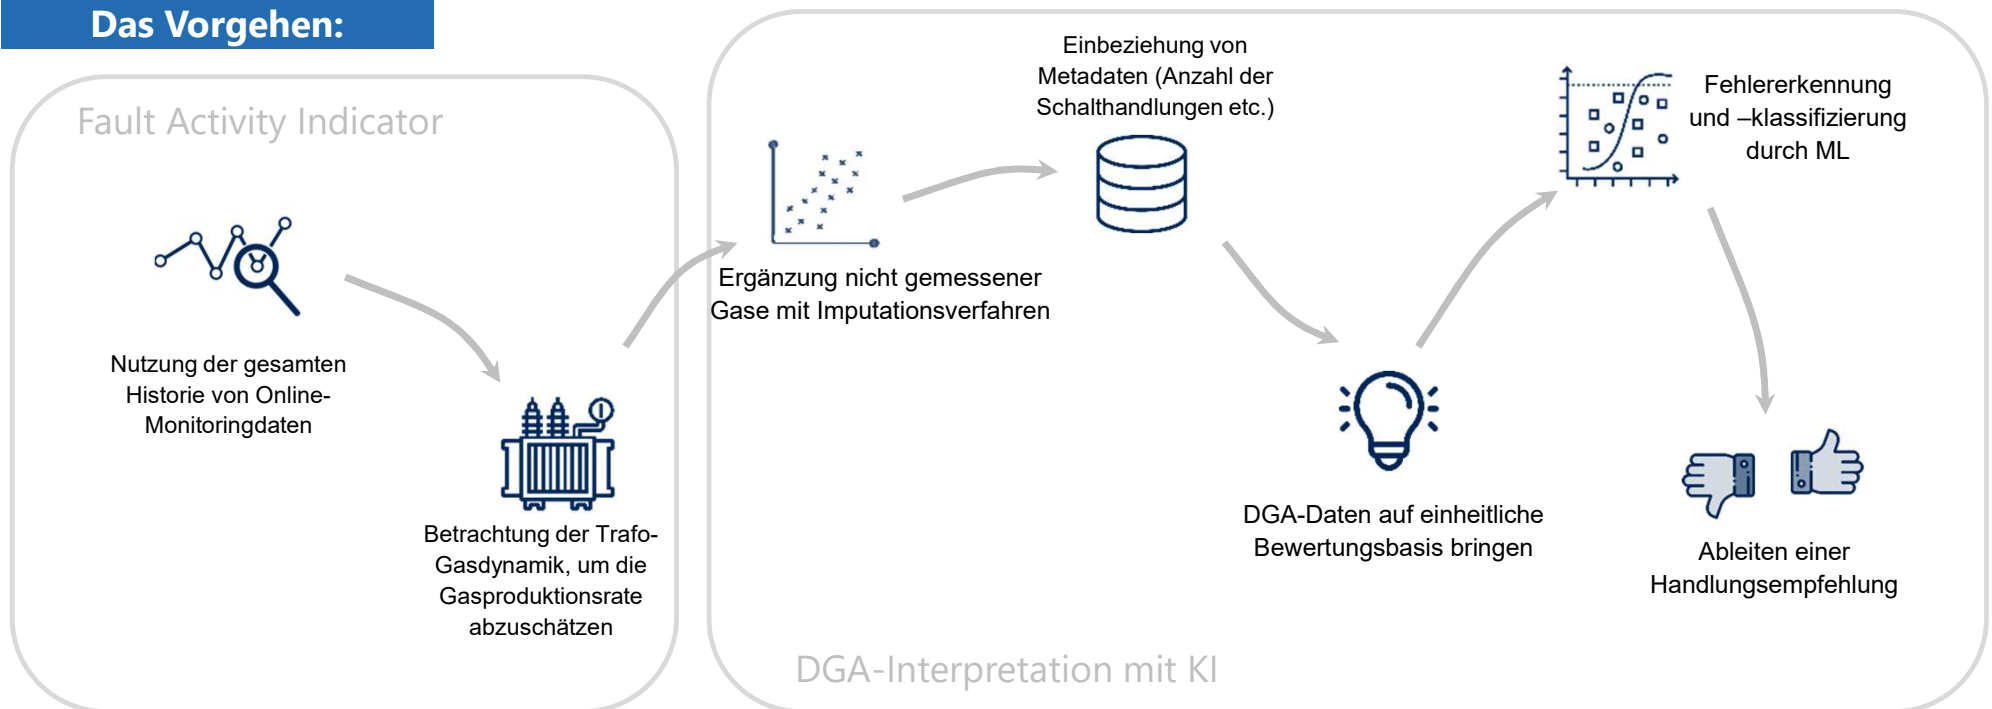 Das Vorgehen:
Fault Activity Indicator
Nutzung der gesamten
Historie von Online-
Monitoringdaten
Betrachtung der Trafo-
Gasdynamik, um die
Gasproduktionsrate
abzuschätzen
Ergänzung nicht gemessener
Gase mit Imputationsverfahren
Einbeziehung von
Metadaten (Anzahl der
Schalthandlungen etc.)
DGA-Daten auf einheitliche
Bewertungsbasis bringen
Fehlererkennung
und –klassifizierung
durch ML
Ableiten einer
Handlungsempfehlung
DGA-Interpretation mit KI